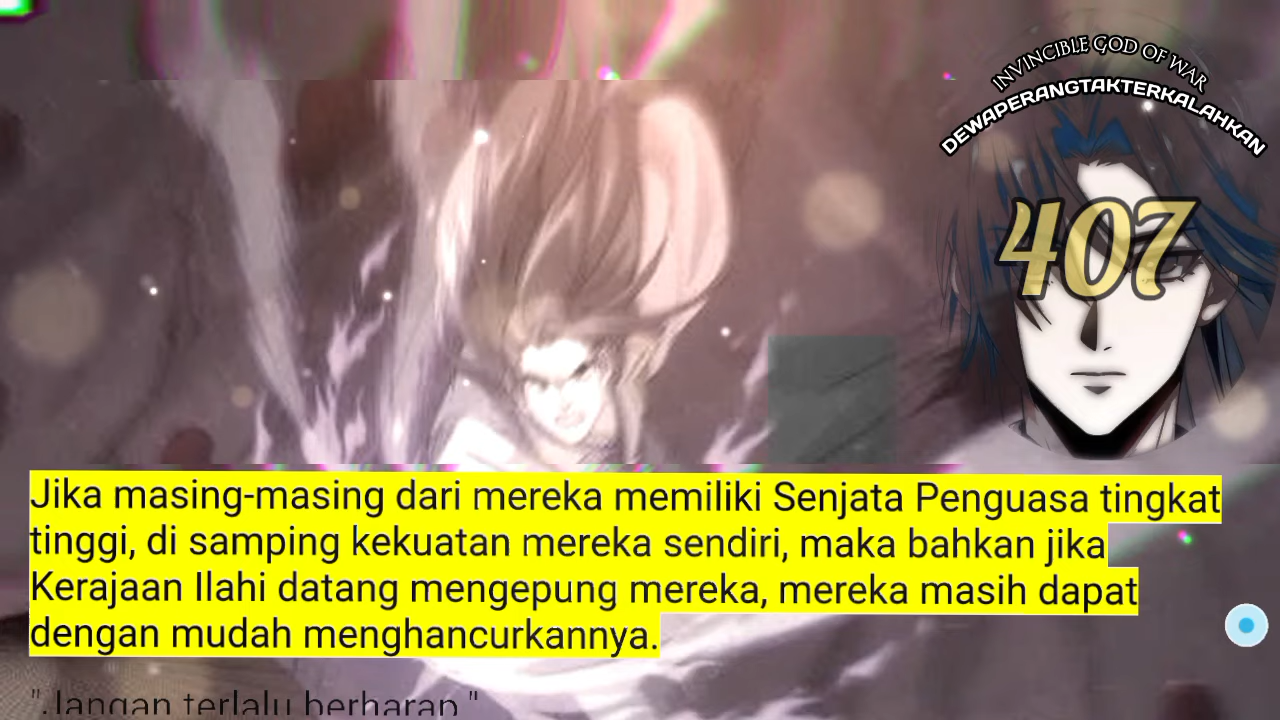 INVINCIBLE GOD OF WAR
DEWAPERANGTAKTERKALAHKAN
407
Jika masing-masing dari mereka memiliki Senjata Penguasa tingkat
tinggi, di samping kekuatan mereka sendiri, maka bahkan jika
Kerajaan Ilahi datang mengepung mereka, mereka masih dapat
dengan mudah menghancurkannya.
"Jangan terlalu berharap."